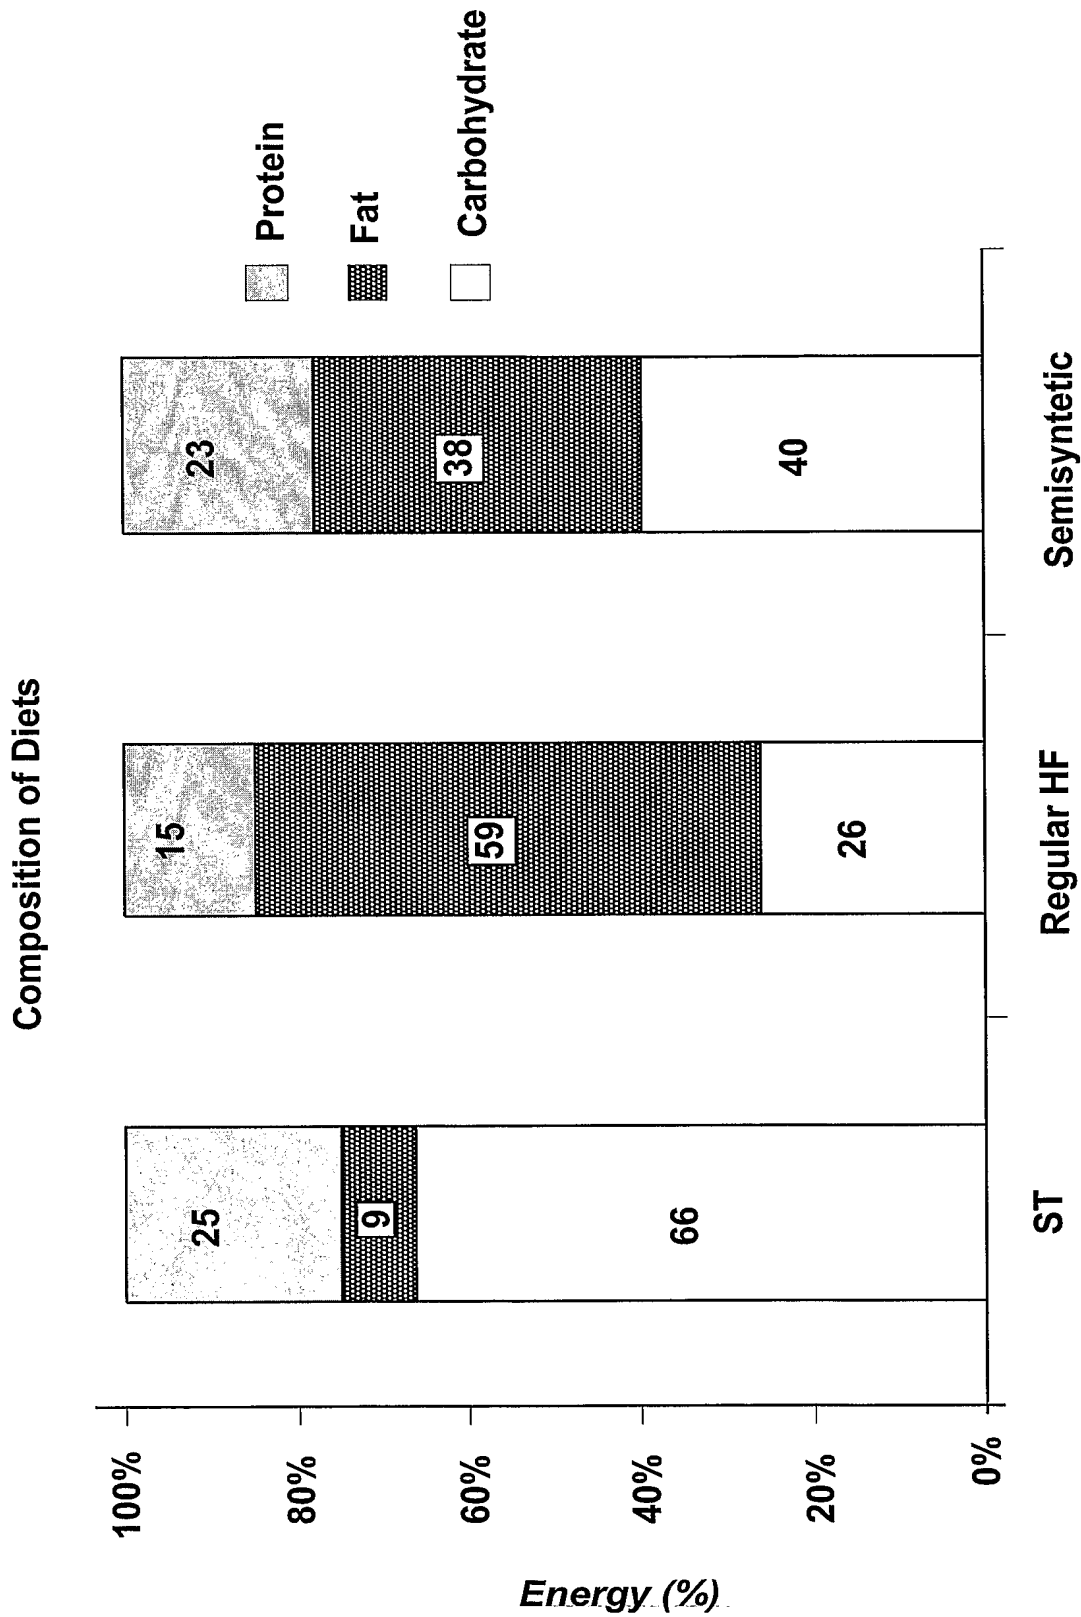 Composition of Diets
Energy (%)
100%
80%
60%
40%
20%
0%
25
9
66
15
59
26
23
38
40
ST
Regular HF
Semisyntetic
Protein
Fat
Carbohydrate